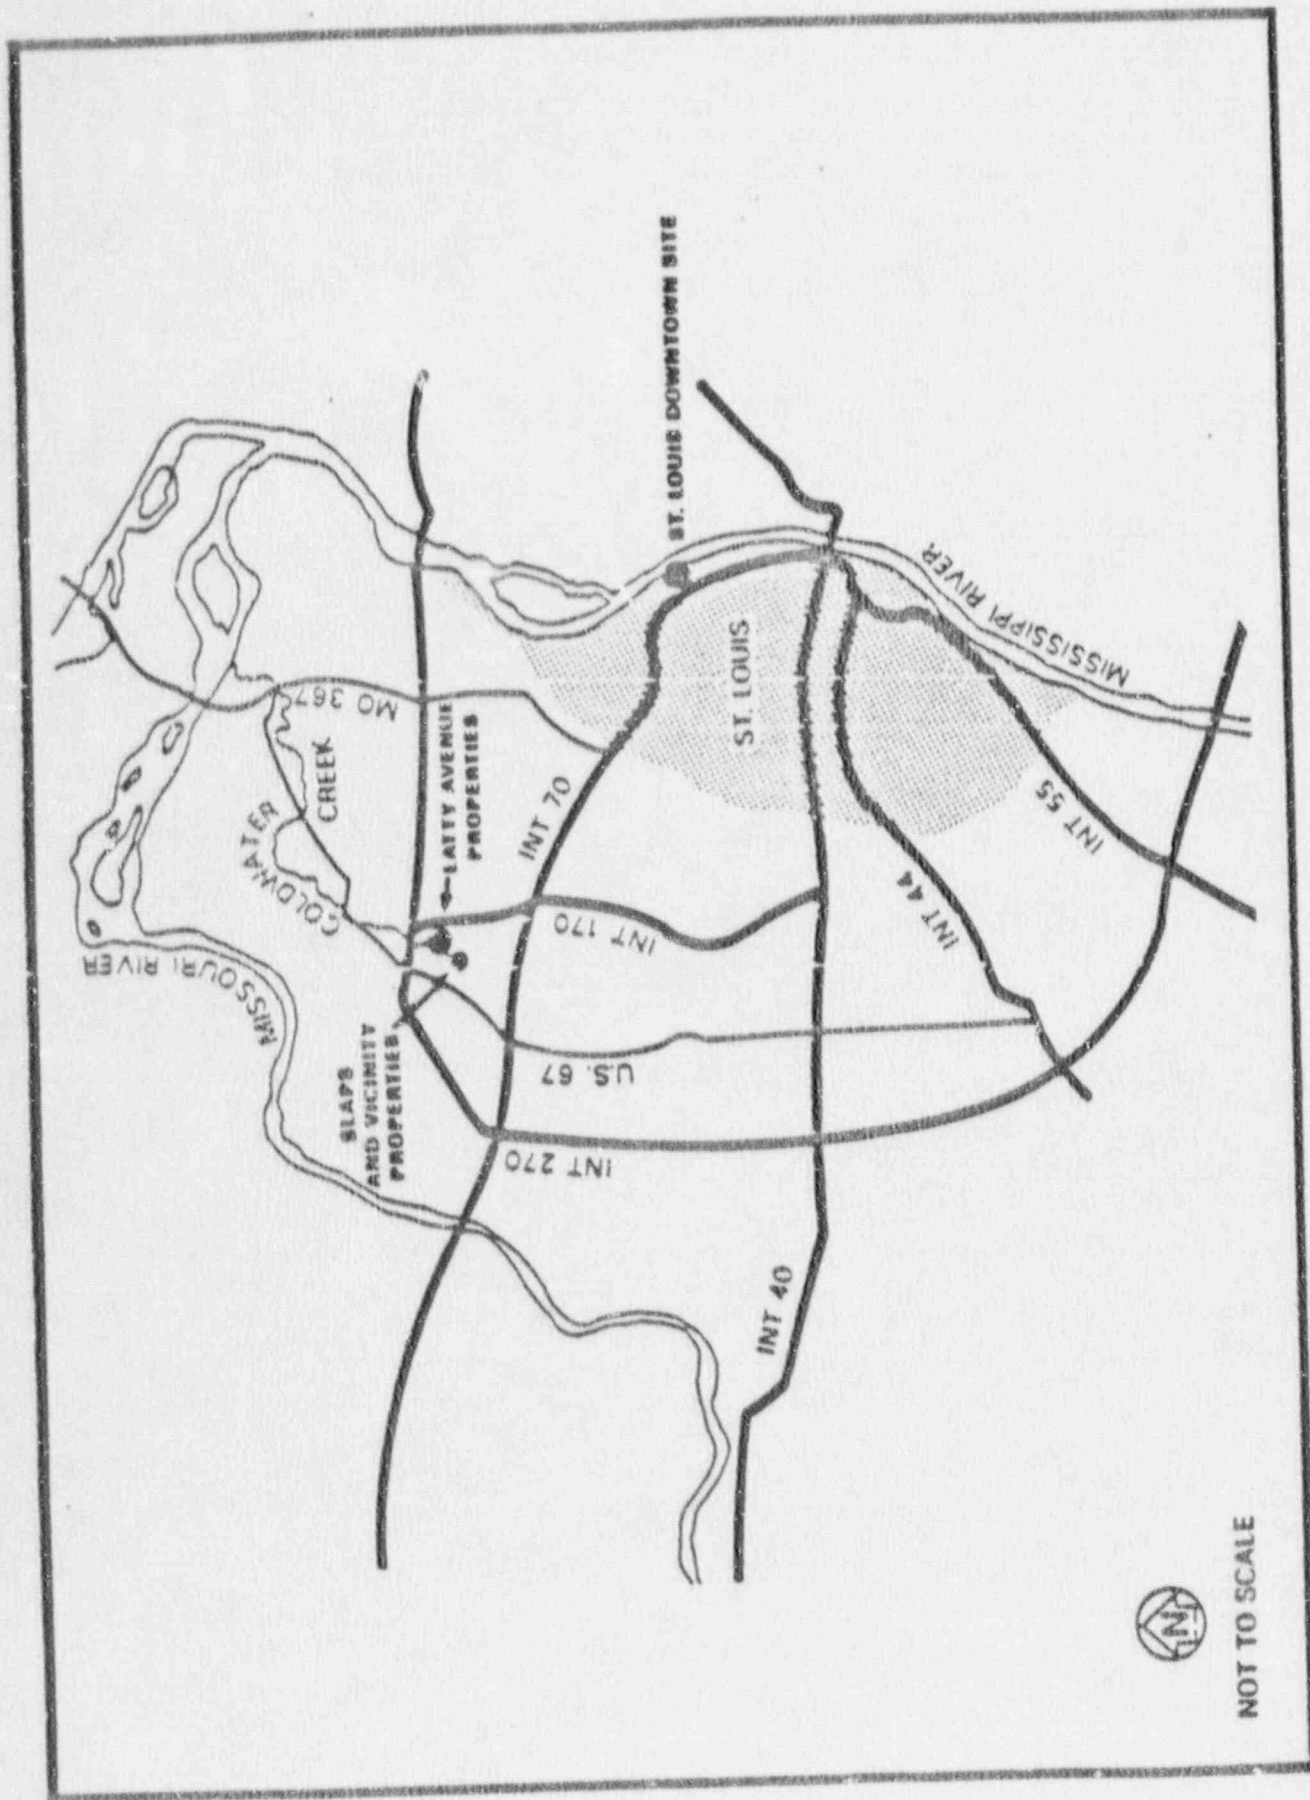 MISSOURI RIVER
COLDWATER
CREEK
MO 367
SLAPS
AND VICINITY
PROPERTIES
LATTY AVENUE
PROPERTIES
INT 70
INT 170
U.S. 67
INT 270
ST. LOUIS DOWNTOWN SITE
ST. LOUIS
INT 40
INT 44
INT 55
MISSISSIPPI RIVER
N
NOT TO SCALE